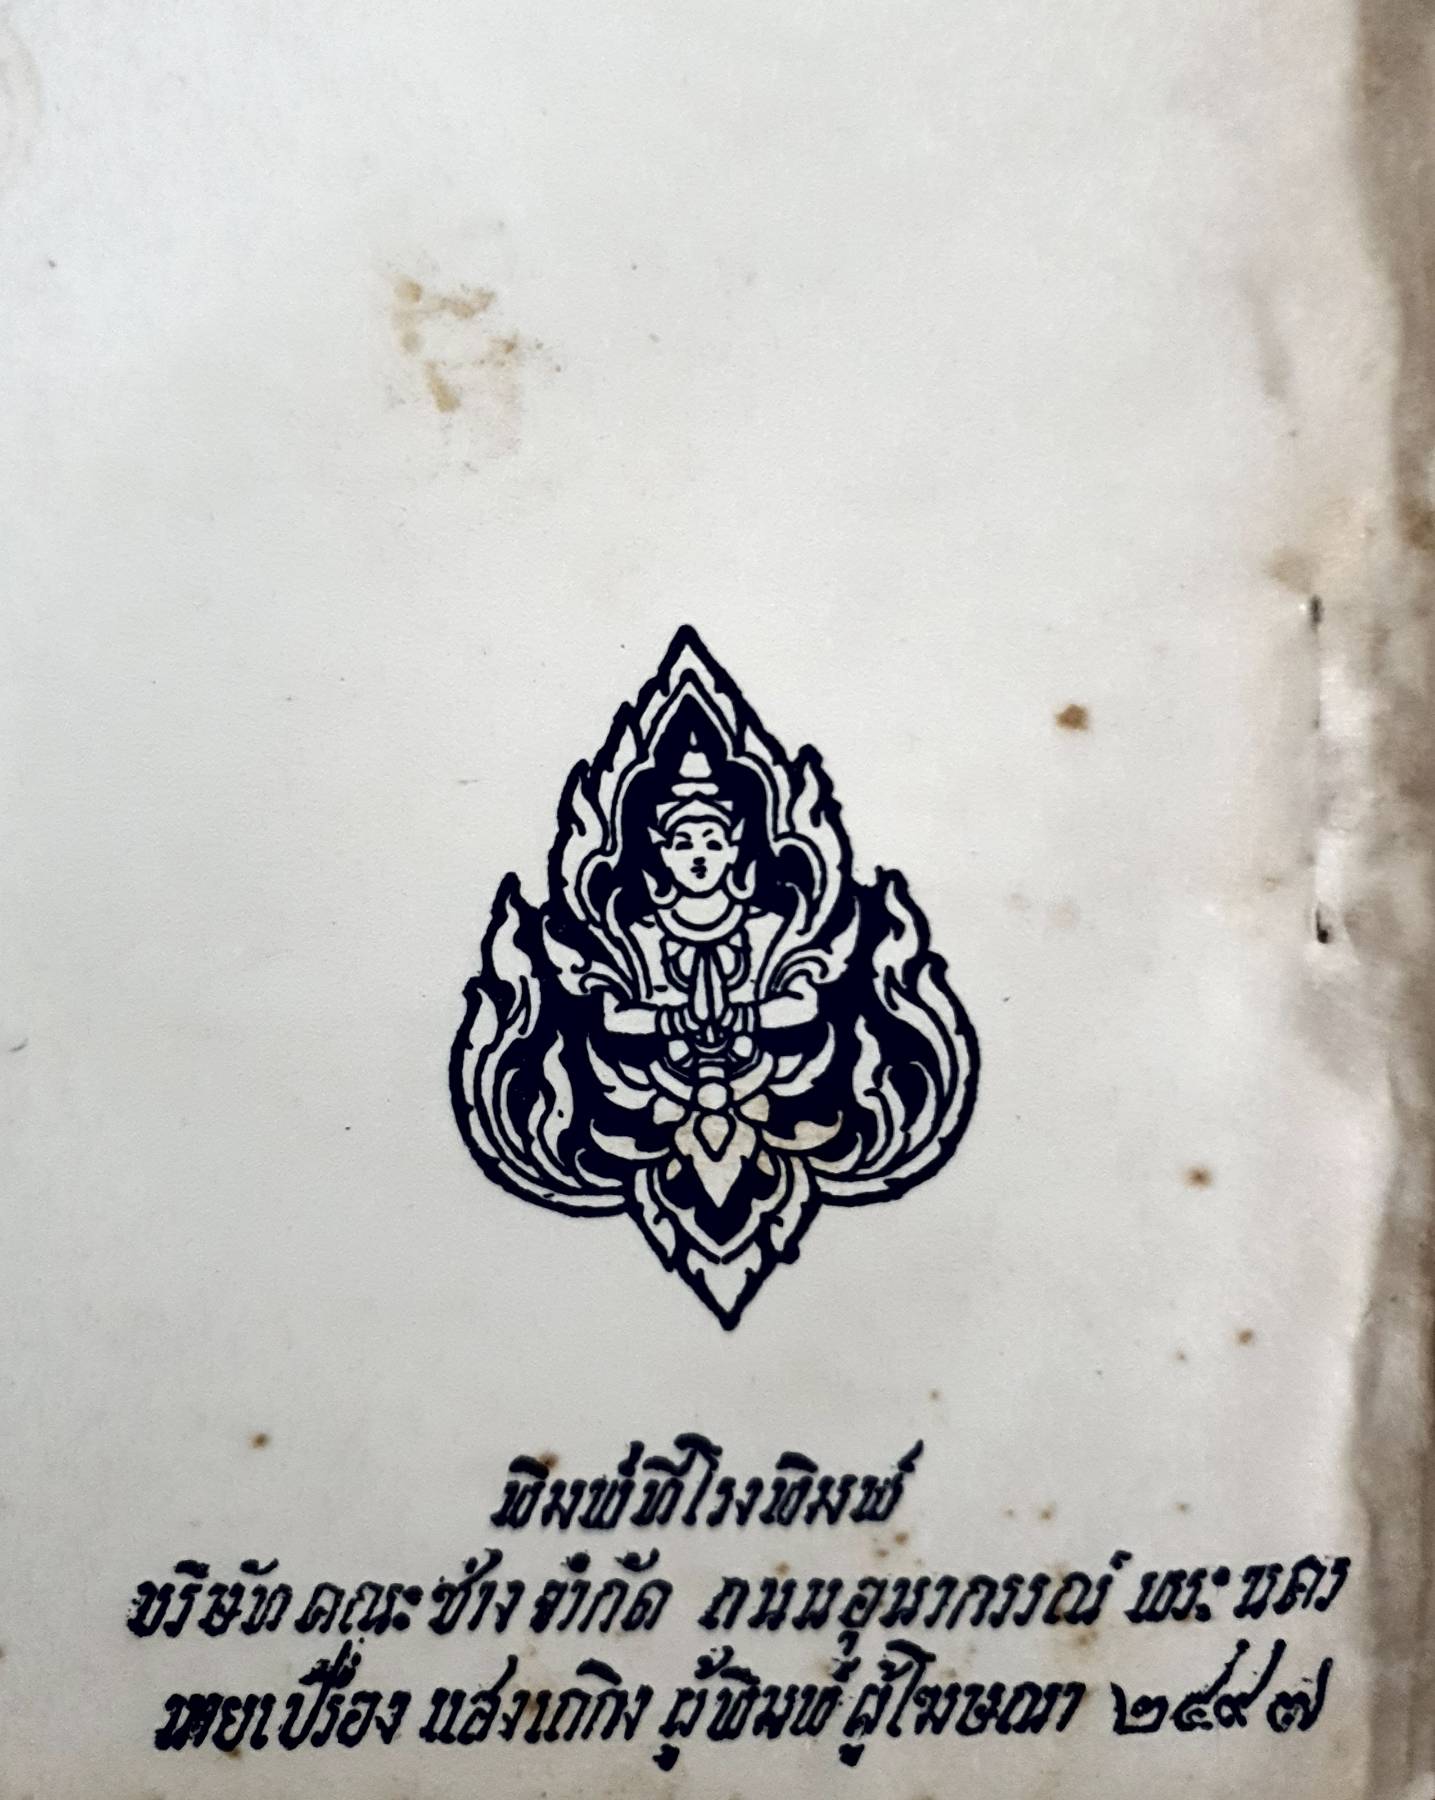 พิมพ์ที่โรงพิมพ์
บริษัท คณะช่าง จำกัด ถนนอุนากรรณ์ พระนคร
นายเปรื่อง แสงเถกิง ผู้พิมพ์ผู้โฆษณา ๒๔๙๗